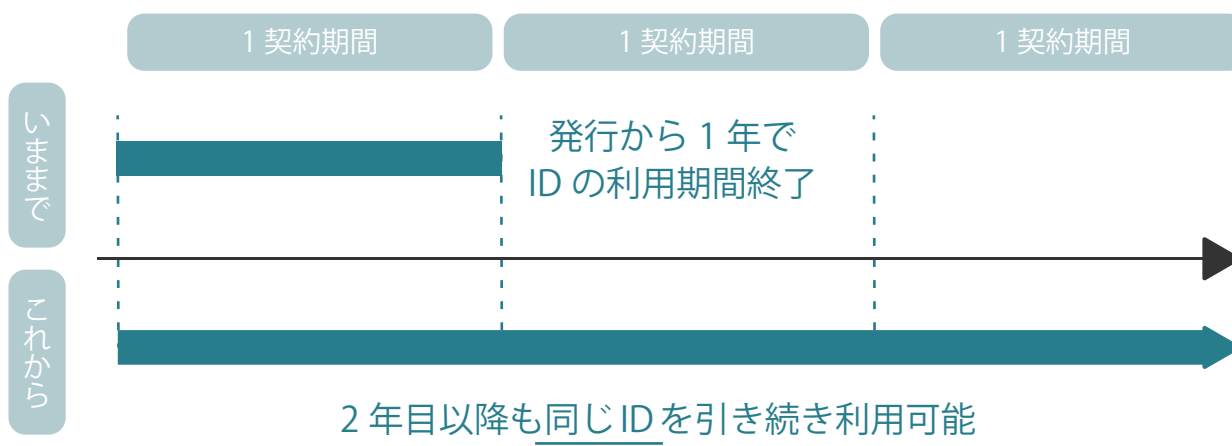 1 契約期間
1 契約期間
1 契約期間
いままで
発行から 1 年で
ID の利用期間終了
これから
2 年目以降も同じ ID を引き続き利用可能